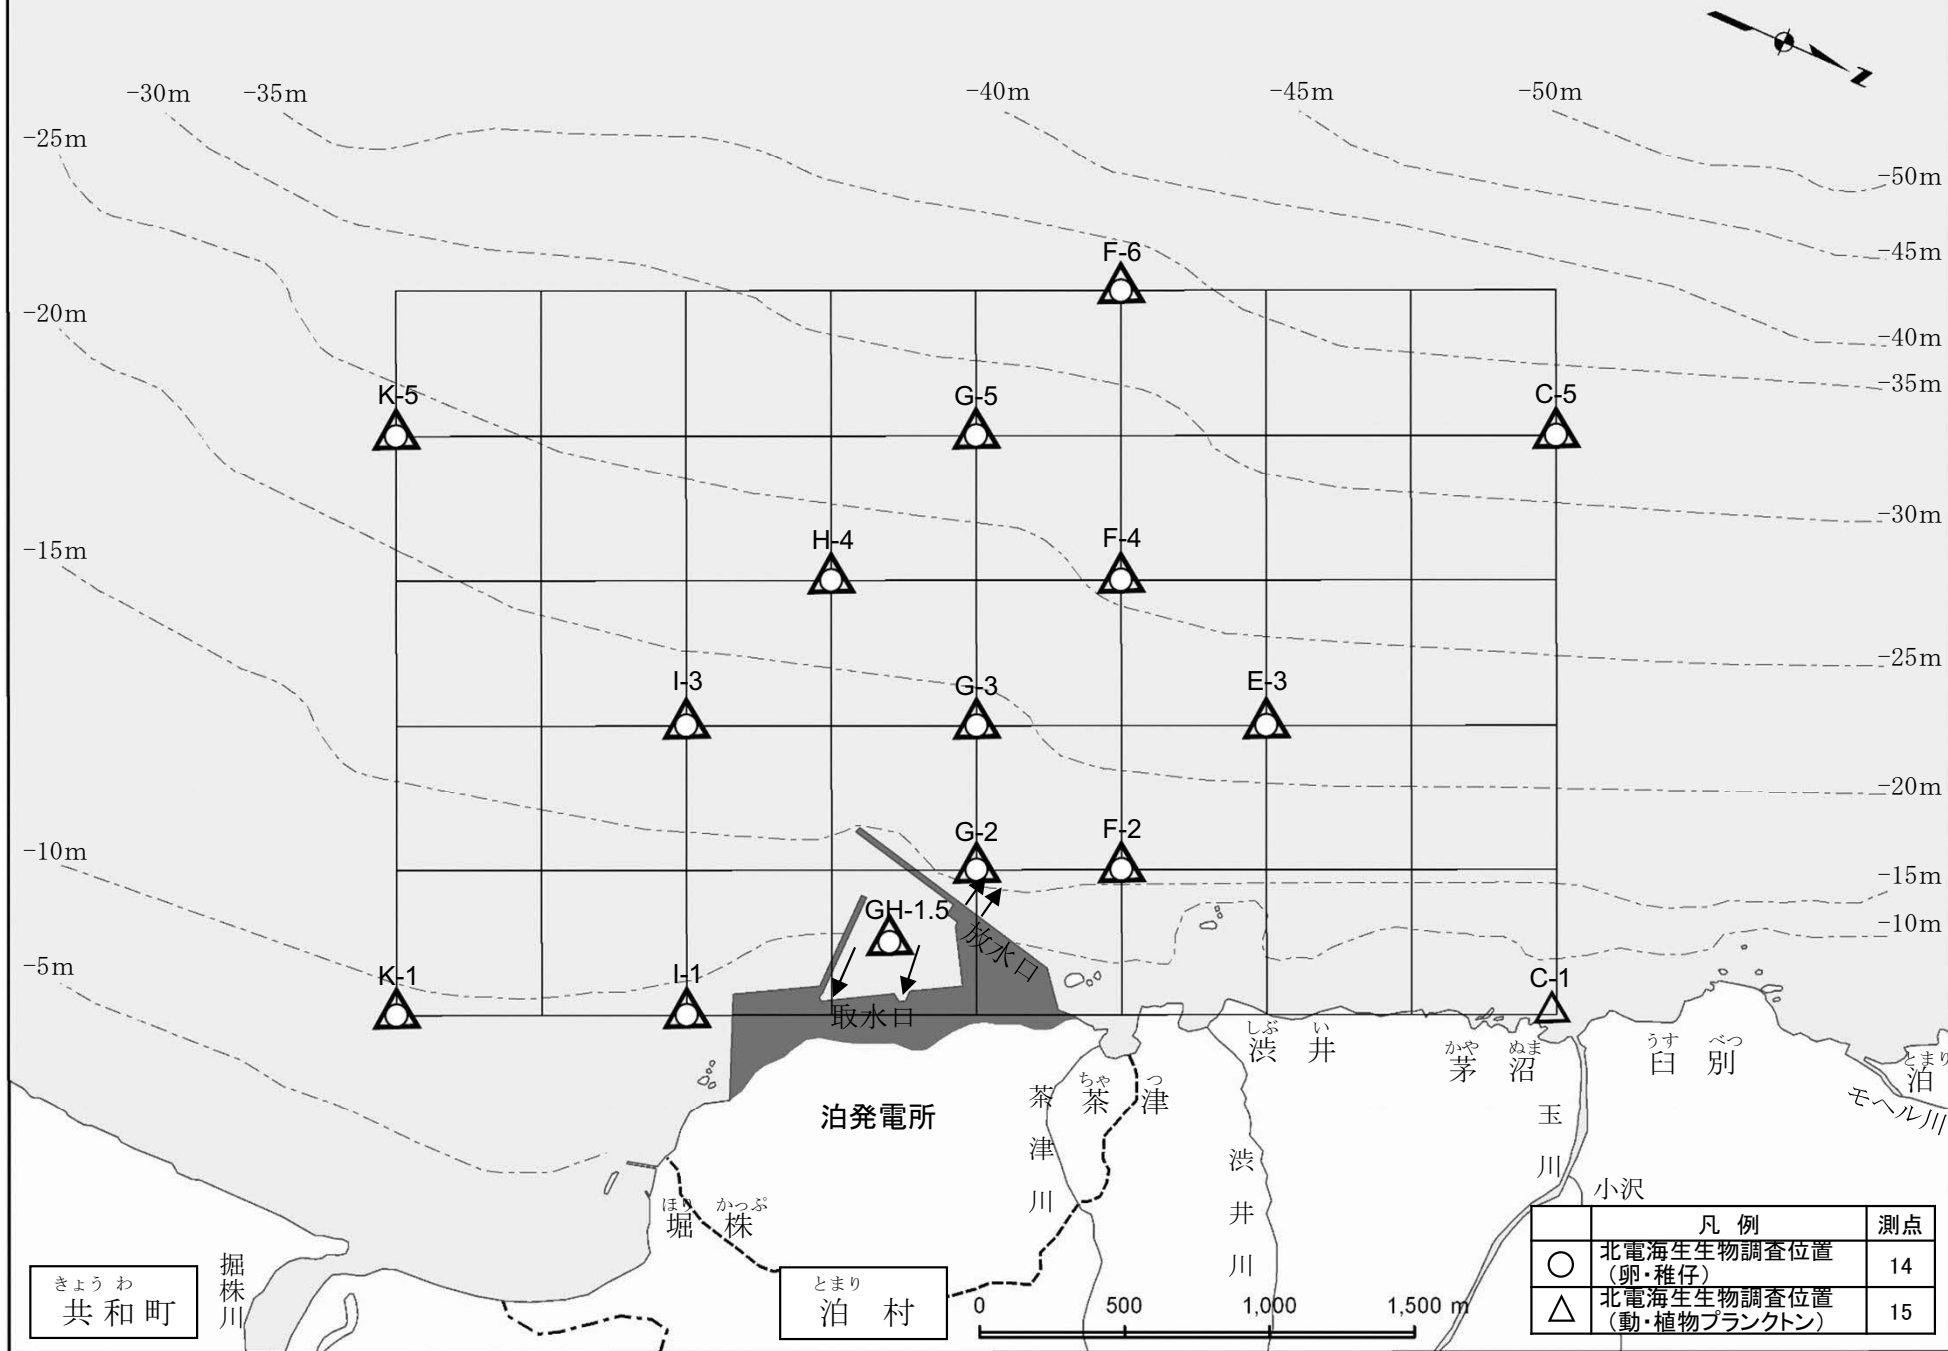 N
-30m
-35m
-40m
-45m
-50m
-25m
-50m
-45m
F-6
-20m
-40m
-35m
K-5
G-5
C-5
-30m
H-4
F-4
-15m
-25m
I-3
G-3
E-3
-20m
G-2
F-2
-10m
-15m
GH-1.5
-10m
放水口
-5m
K-1
I-1
C-1
取水口
しぶ い
渋 井
かや ぬま
茅 沼
うす べつ
臼 別
とまり
泊
モヘル川
ちゃ つ
茶 津
泊発電所
茶津川
渋井川
玉川
小沢
ほり かっぷ
堀 株
掘株川
きょう わ
共 和 町
とまり
泊 村
0 500 1,000 1,500 m
凡 例 測点
○ 北電海生生物調査位置
(卵・稚仔) 14
△ 北電海生生物調査位置
(動・植物プランクトン) 15